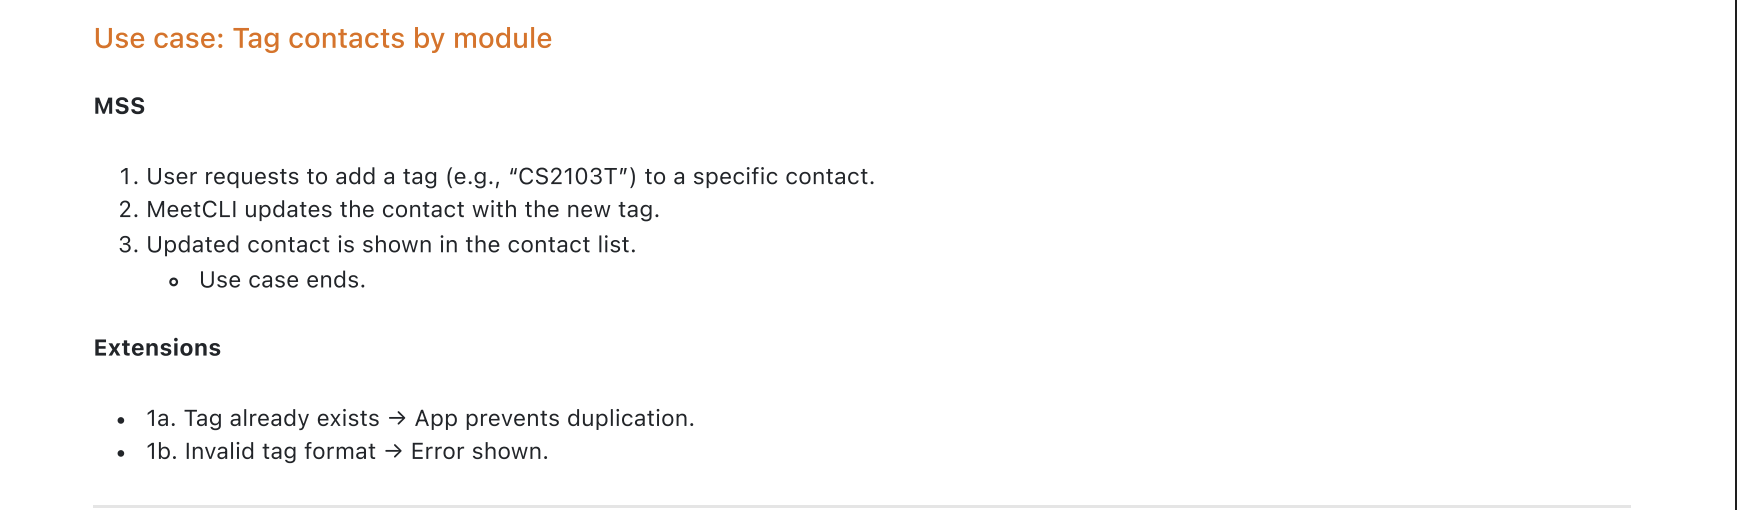 Use case: Tag contacts by module
MSS
1. User requests to add a tag (e.g., “CS2103T”) to a specific contact.
2. MeetCLI updates the contact with the new tag.
3. Updated contact is shown in the contact list.
Use case ends.
Extensions
1a. Tag already exists → App prevents duplication.
1b. Invalid tag format → Error shown.